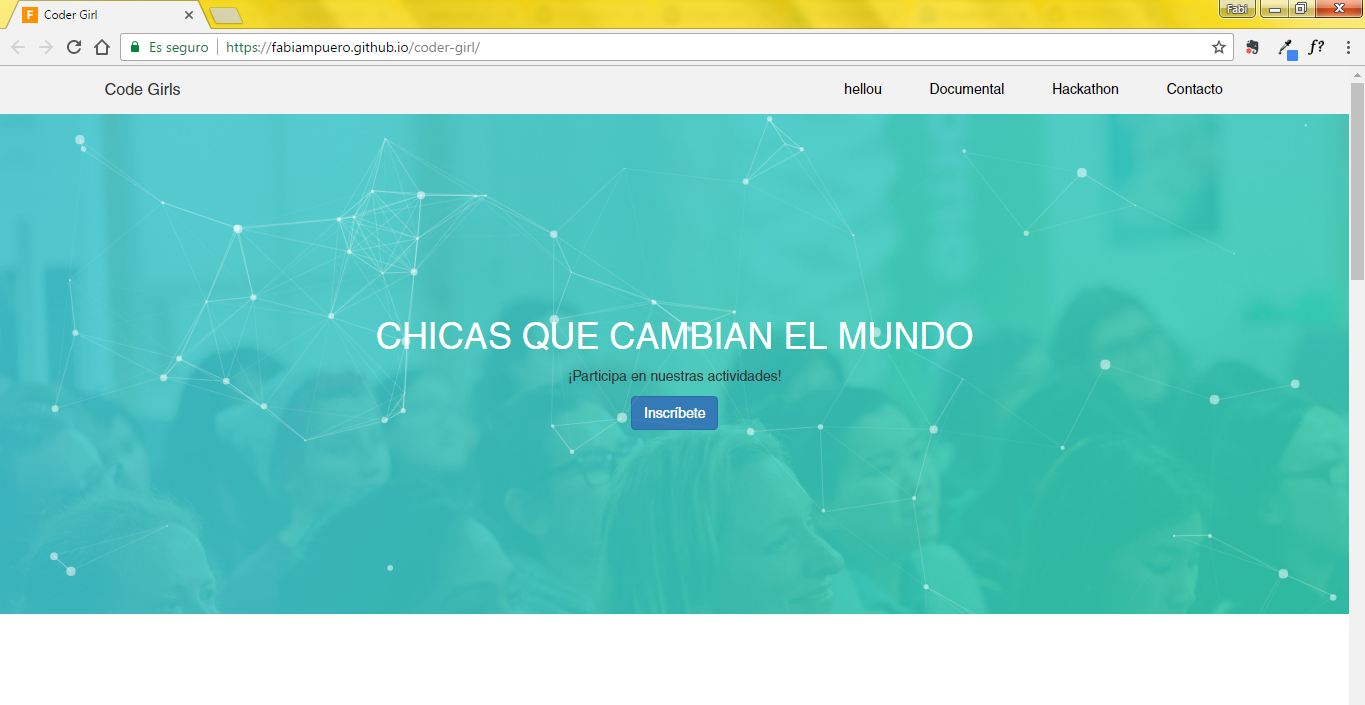 F Coder Girl
Fabi
Es seguro https://fabiampuero.github.io/coder-girl/
f?
Code Girls hellou Documental Hackathon Contacto
CHICAS QUE CAMBIAN EL MUNDO
¡Participa en nuestras actividades!
Inscríbete